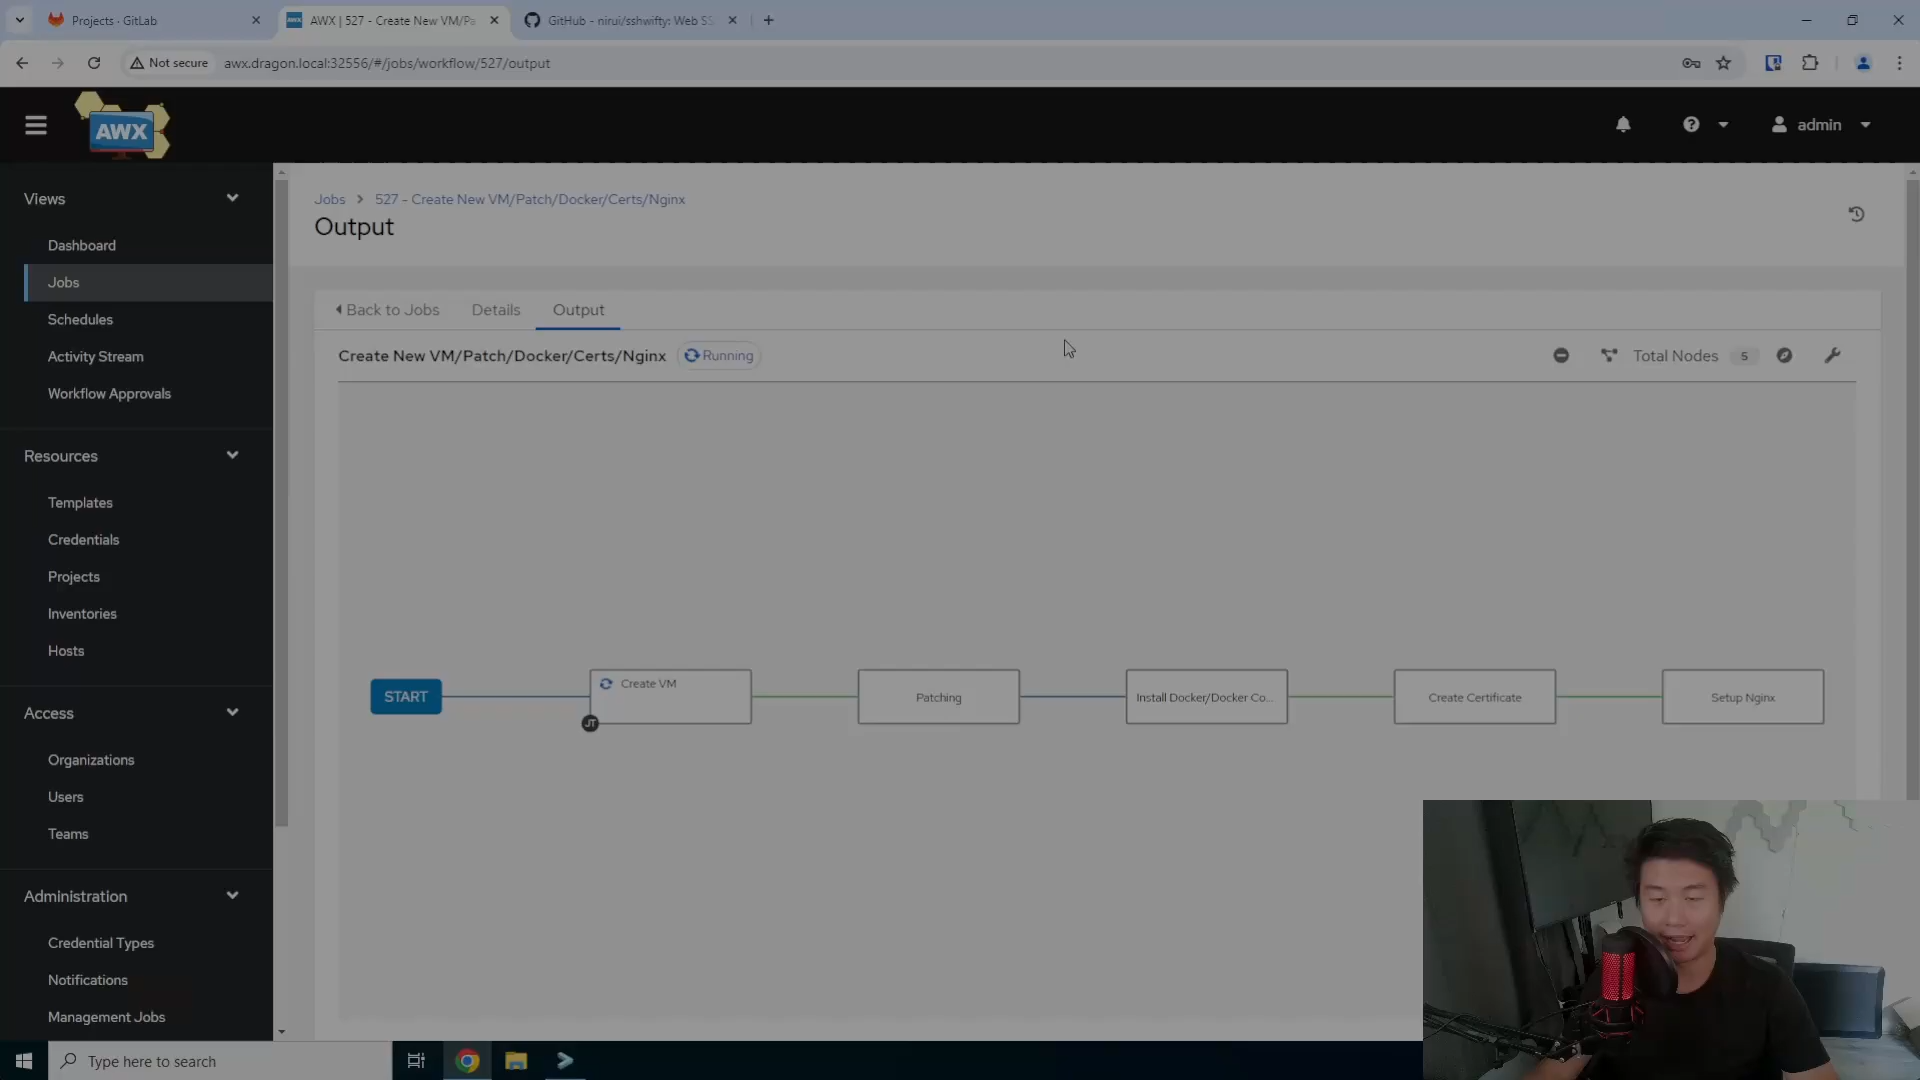 Projects · GitLab
AWX | 527 - Create New VM/Pa
GitHub - nirui/sshwifty: Web SS
Not secure
awx.dragon.local:32556/#/jobs/workflow/527/output
AWX
admin
Views
Dashboard
Jobs
Schedules
Activity Stream
Workflow Approvals
Resources
Templates
Credentials
Projects
Inventories
Hosts
Access
Organizations
Users
Teams
Administration
Credential Types
Notifications
Management Jobs
Jobs > 527 - Create New VM/Patch/Docker/Certs/Nginx
Output
Back to Jobs
Details
Output
Create New VM/Patch/Docker/Certs/Nginx
Running
Total Nodes 5
START
Create VM
JT
Patching
Install Docker/Docker Co...
Create Certificate
Setup Nginx
Type here to search